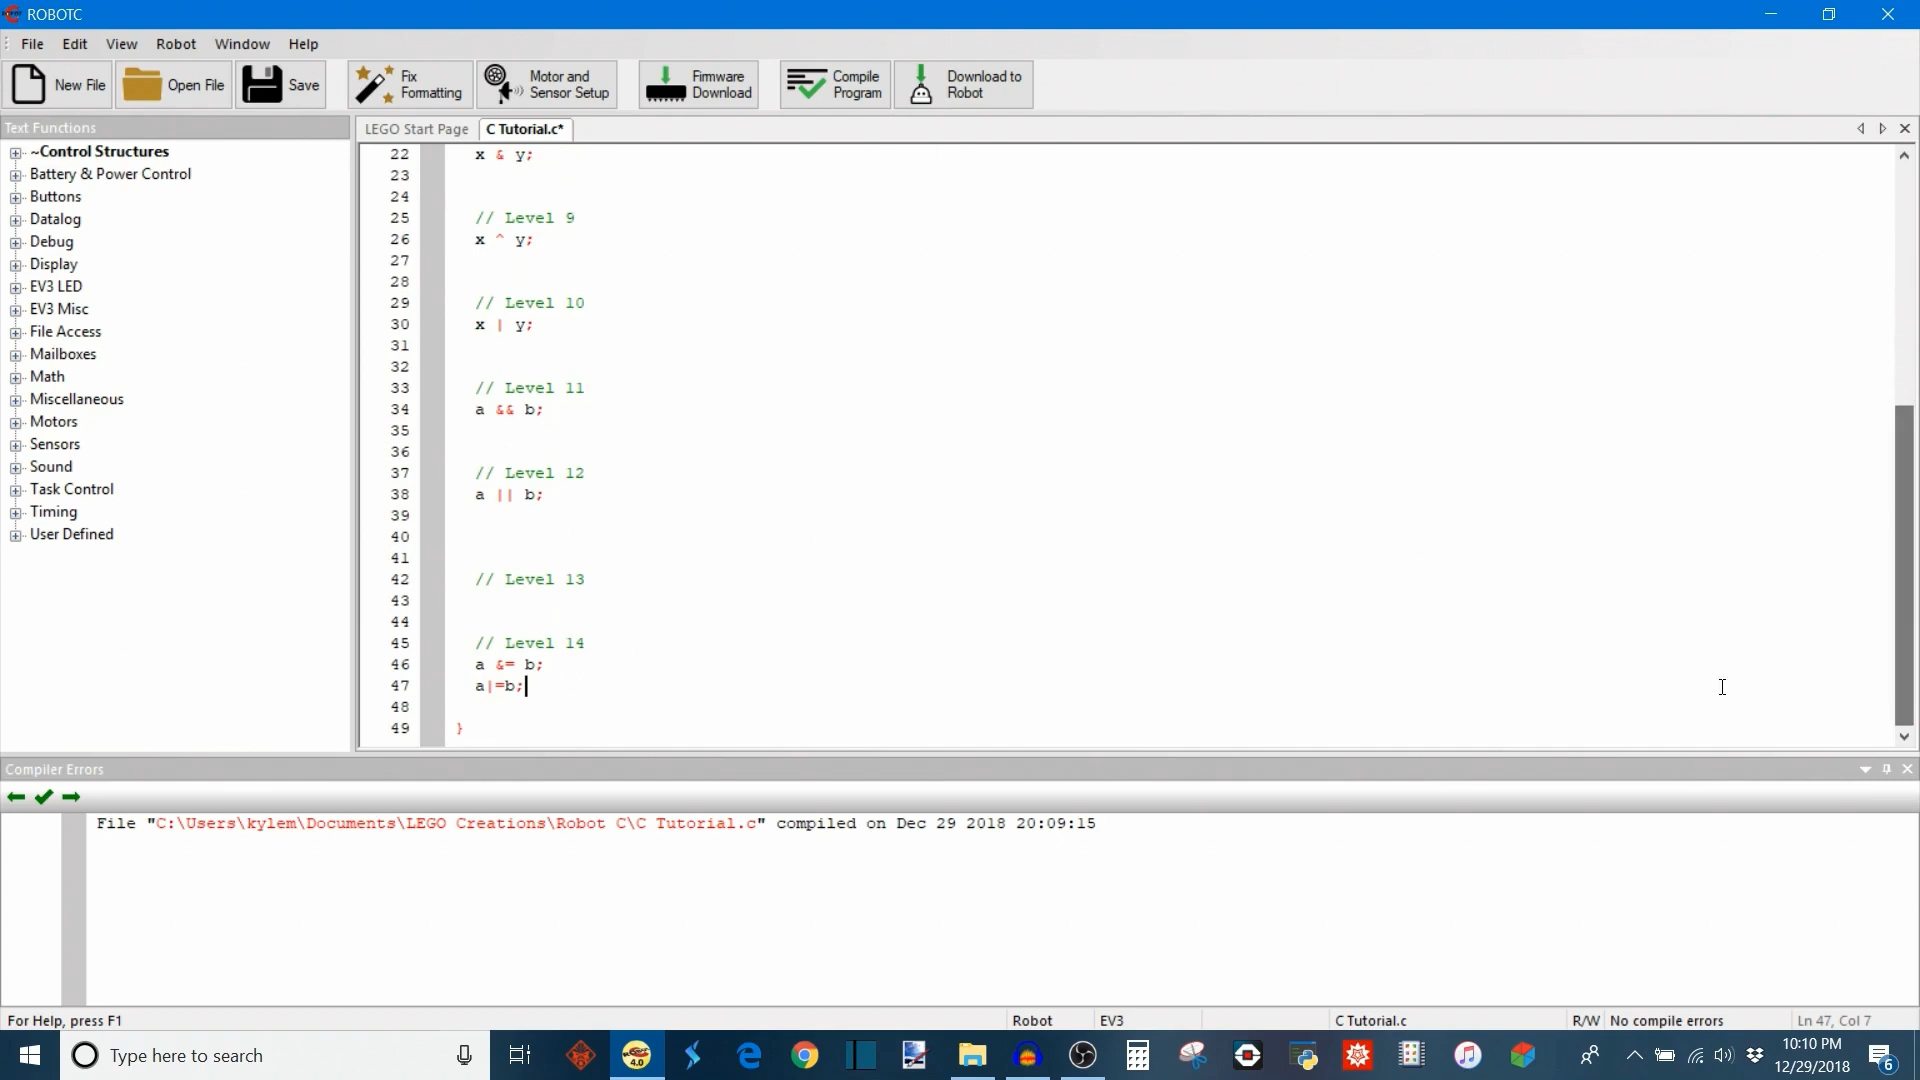 ROBOTC
File Edit View Robot Window Help
New File Open File Save Fix Formatting Motor and Sensor Setup Firmware Download Compile Program Download to Robot
Text Functions
~Control Structures
Battery & Power Control
Buttons
Datalog
Debug
Display
EV3 LED
EV3 Misc
File Access
Mailboxes
Math
Miscellaneous
Motors
Sensors
Sound
Task Control
Timing
User Defined
LEGO Start Page C Tutorial.c*
22 x & y;
23
24
25 // Level 9
26 x ^ y;
27
28
29 // Level 10
30 x | y;
31
32
33 // Level 11
34 a && b;
35
36
37 // Level 12
38 a || b;
39
40
41
42 // Level 13
43
44
45 // Level 14
46 a &= b;
47 a|=b;
48
49 }
Compiler Errors
File "C:\Users\kylem\Documents\LEGO Creations\Robot C\C Tutorial.c" compiled on Dec 29 2018 20:09:15
For Help, press F1 Robot EV3 C Tutorial.c R/W No compile errors Ln 47, Col 7
Type here to search
4.0
10:10 PM
12/29/2018
6